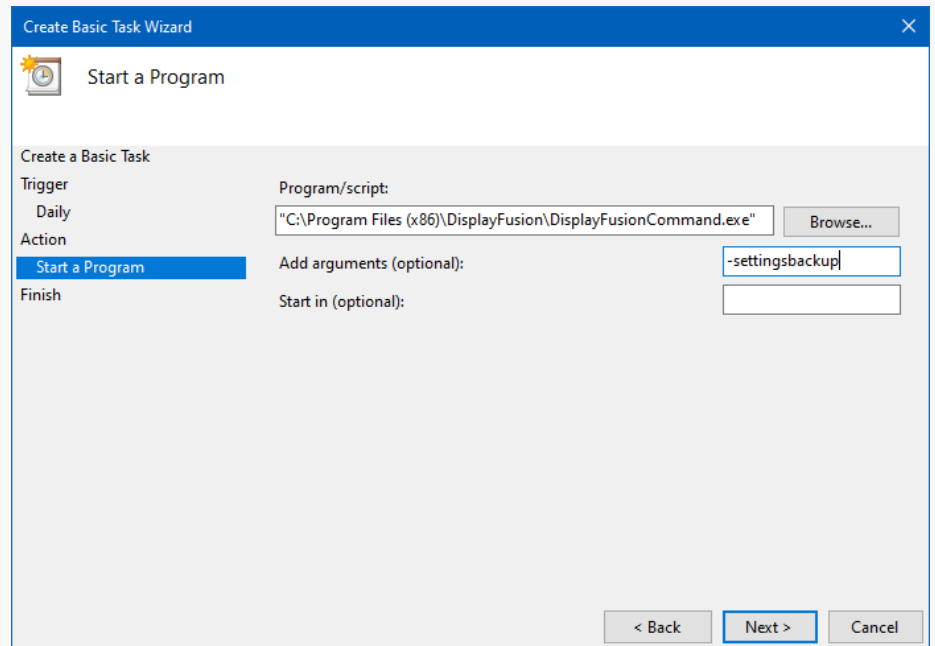 Create Basic Task Wizard
Start a Program
Create a Basic Task
Trigger
Daily
Action
Start a Program
Finish
Program/script:
"C:\Program Files (x86)\DisplayFusion\DisplayFusionCommand.exe"
Browse...
Add arguments (optional):
-settingsbackup
Start in (optional):
< Back
Next >
Cancel